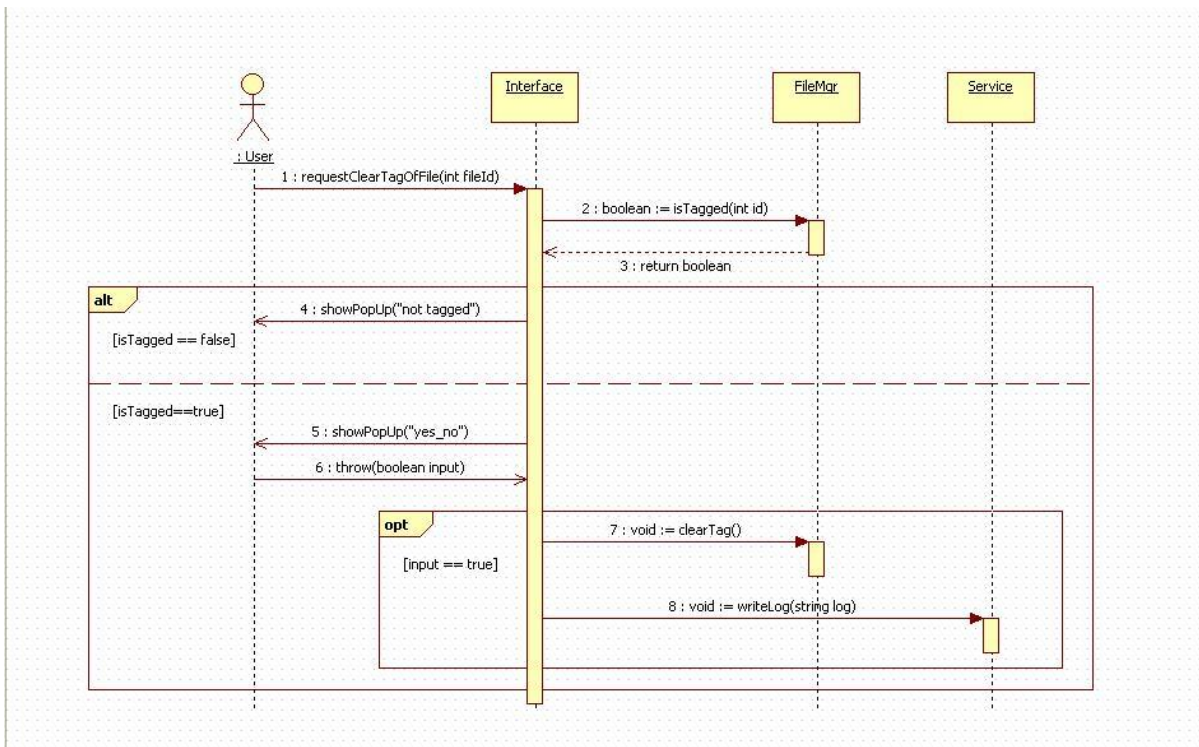 Interface
FileMgr
Service
: User
1 : requestClearTagOfFile(int fileId)
2 : boolean := isTagged(int id)
3 : return boolean
alt
4 : showPopUp("not tagged")
[isTagged == false]
[isTagged==true]
5 : showPopUp("yes_no")
6 : throw(boolean input)
opt
7 : void := clearTag()
[input == true]
8 : void := writeLog(string log)